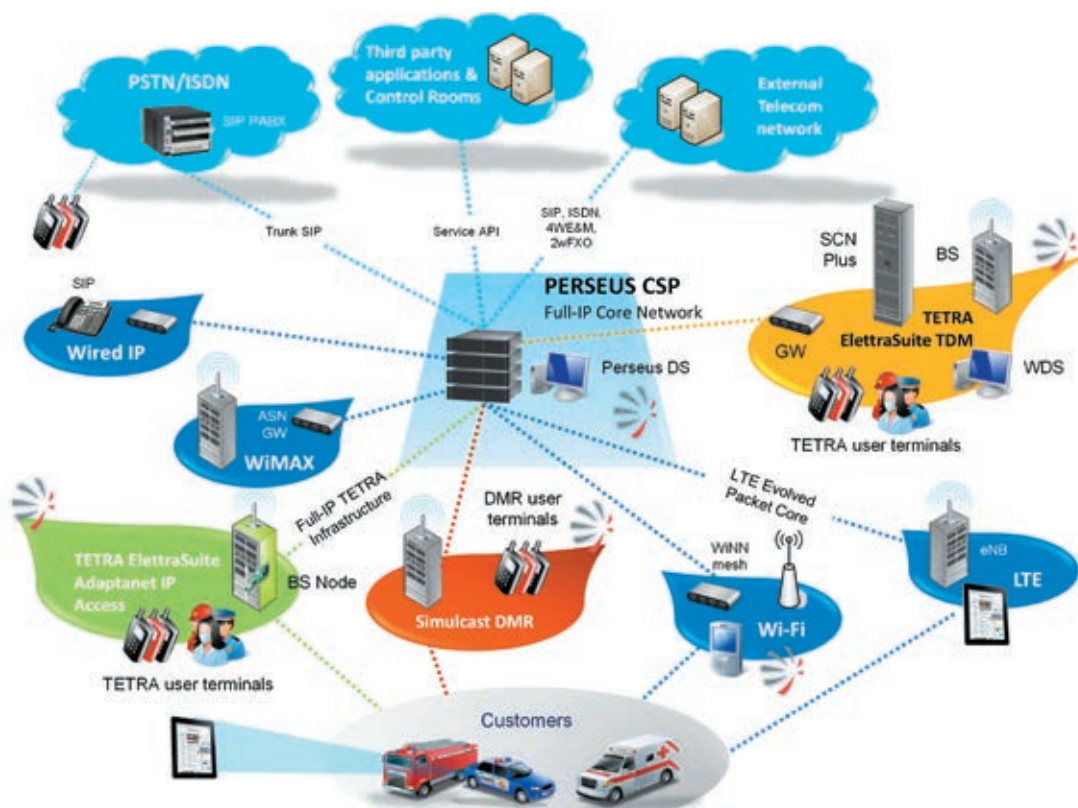 PSTN/ISDN
SIP PABX
Third party
applications &
Control Rooms
External
Telecom
network
Trunk SIP
Service API
SIP, ISDN,
4WE&M,
2wFXO
SCN
Plus
BS
PERSEUS CSP
Full-IP Core Network
Perseus DS
TETRA
ElettraSuite TDM
GW
WDS
TETRA user terminals
SIP
Wired IP
ASN
GW
WiMAX
Full-IP TETRA
Infrastructure
DMR user
terminals
LTE Evolved
Packet Core
TETRA ElettraSuite
Adaptanet IP
Access
BS Node
TETRA user terminals
Simulcast DMR
WiNN
mesh
Wi-Fi
eNB
LTE
Customers